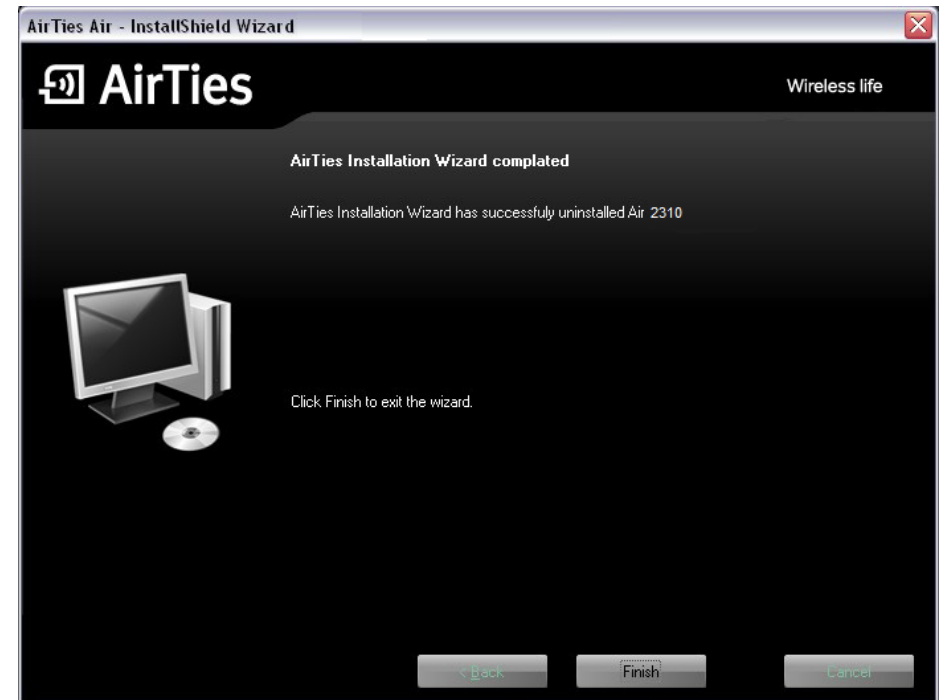 AirTies Air - InstallShield Wizard
AirTies
Wireless life
AirTies Installation Wizard complated
AirTies Installation Wizard has successfuly uninstalled Air 2310
Click Finish to exit the wizard.
< Back
Finish
Cancel